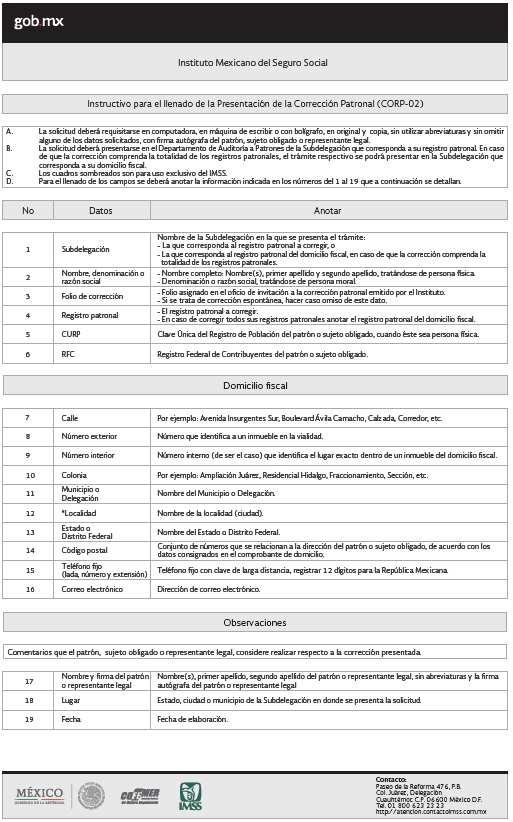 gob.mx
Instituto Mexicano del Seguro Social
Instructivo para el llenado de la Presentación de la Corrección Patronal (CORP-02)
A. La solicitud deberá requisitarse en computadora, en máquina de escribir o con bolígrafo, en original y copia, sin utilizar abreviaturas y sin omitir
alguno de los datos solicitados, con firma autógrafa del patrón, sujeto obligado o representante legal.
B. La solicitud deberá presentarse en el Departamento de Auditoría a Patrones de la Subdelegación que corresponda a su registro patronal. En caso
de que la corrección comprenda la totalidad de los registros patronales, el trámite respectivo se podrá presentar en la Subdelegación que
corresponda a su domicilio fiscal.
C. Los cuadros sombreados son para uso exclusivo del IMSS.
D. Para el llenado de los campos se deberá anotar la información indicada en los números del 1 al 19 que a continuación se detallan.
No Datos Anotar
Nombre de la Subdelegación en la que se presenta el trámite:
- La que corresponda al registro patronal a corregir, o
1 Subdelegación - La que corresponda al registro patronal del domicilio fiscal, en caso de que la corrección comprenda la
totalidad de los registros patronales.
2 Nombre, denominación o - Nombre completo: Nombre(s), primer apellido y segundo apellido, tratándose de persona física.
razón social - Denominación o razón social, tratándose de persona moral.
3 Folio de corrección - Folio asignado en el oficio de invitación a la corrección patronal emitido por el Instituto.
- Si se trata de corrección espontánea, hacer caso omiso de este dato.
4 Registro patronal - El registro patronal a corregir.
- En caso de corregir todos sus registros patronales anotar el registro patronal del domicilio fiscal.
5 CURP Clave Única del Registro de Población del patrón o sujeto obligado, cuando éste sea persona física.
6 RFC Registro Federal de Contribuyentes del patrón o sujeto obligado.
Domicilio fiscal
7 Calle Por ejemplo: Avenida Insurgentes Sur, Boulevard Ávila Camacho, Calzada, Corredor, etc.
8 Número exterior Número que identifica a un inmueble en la vialidad.
9 Número interior Número interno (de ser el caso) que identifica el lugar exacto dentro de un inmueble del domicilio fiscal.
10 Colonia Por ejemplo: Ampliación Juárez, Residencial Hidalgo, Fraccionamiento, Sección, etc.
11 Municipio o
Delegación Nombre del Municipio o Delegación.
12 *Localidad Nombre de la localidad (ciudad).
13 Estado o
Distrito Federal Nombre del Estado o Distrito Federal.
14 Código postal Conjunto de números que se relacionan a la dirección del patrón o sujeto obligado, de acuerdo con los
datos consignados en el comprobante de domicilio.
15 Teléfono fijo
(lada, número y extensión) Teléfono fijo con clave de larga distancia, registrar 12 dígitos para la República Mexicana.
16 Correo electrónico Dirección de correo electrónico.
Observaciones
Comentarios que el patrón, sujeto obligado o representante legal, considere realizar respecto a la corrección presentada.
17 Nombre y firma del patrón Nombre(s), primer apellido, segundo apellido del patrón o representante legal, sin abreviaturas y la firma
o representante legal autógrafa del patrón o representante legal
18 Lugar Estado, ciudad o municipio de la Subdelegación en donde se presenta la solicitud.
19 Fecha Fecha de elaboración.
MÉXICO
GOBIERNO DE LA REPÚBLICA
COFEMER
IMSS
Contacto:
Paseo de la Reforma 476, P.B.
Col. Juárez, Delegación
Cuauhtémoc C.P. 06600 México D.F.
Tel. 01 800 623 23 23
http://atencion.contactoimss.com.mx